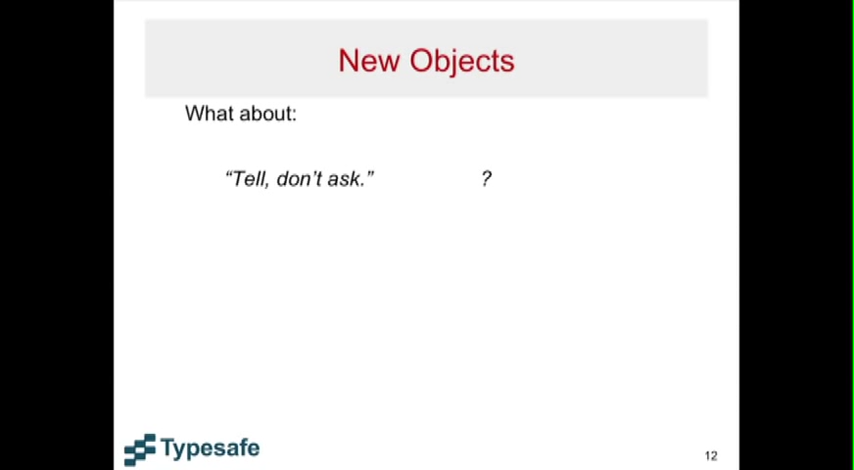 New Objects
What about:
“Tell, don’t ask.” ?
Typesafe
12